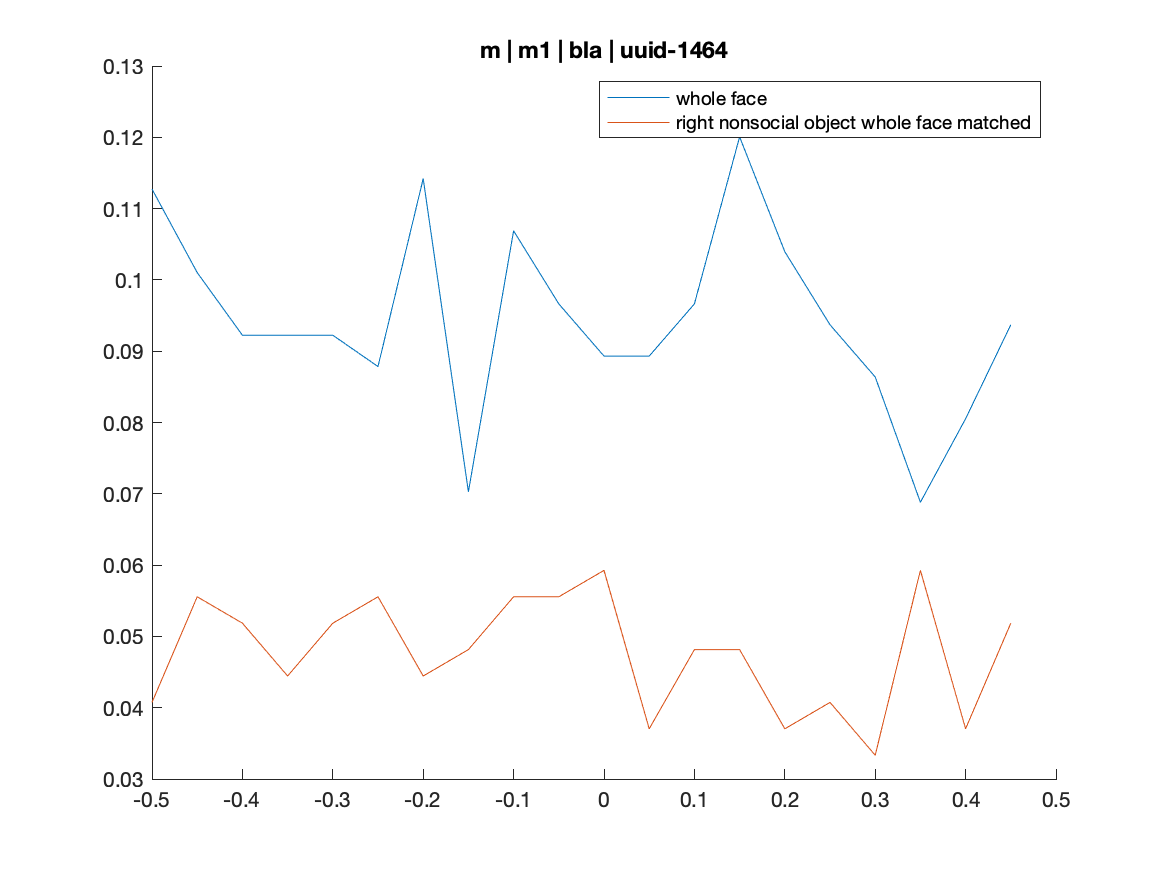 m | m1 | bla | uuid-1464
0.13
whole face
right nonsocial object whole face matched
0.12
0.11
0.1
0.09
0.08
0.07
0.06
0.05
0.04
0.03
-0.5 -0.4 -0.3 -0.2 -0.1 0 0.1 0.2 0.3 0.4 0.5